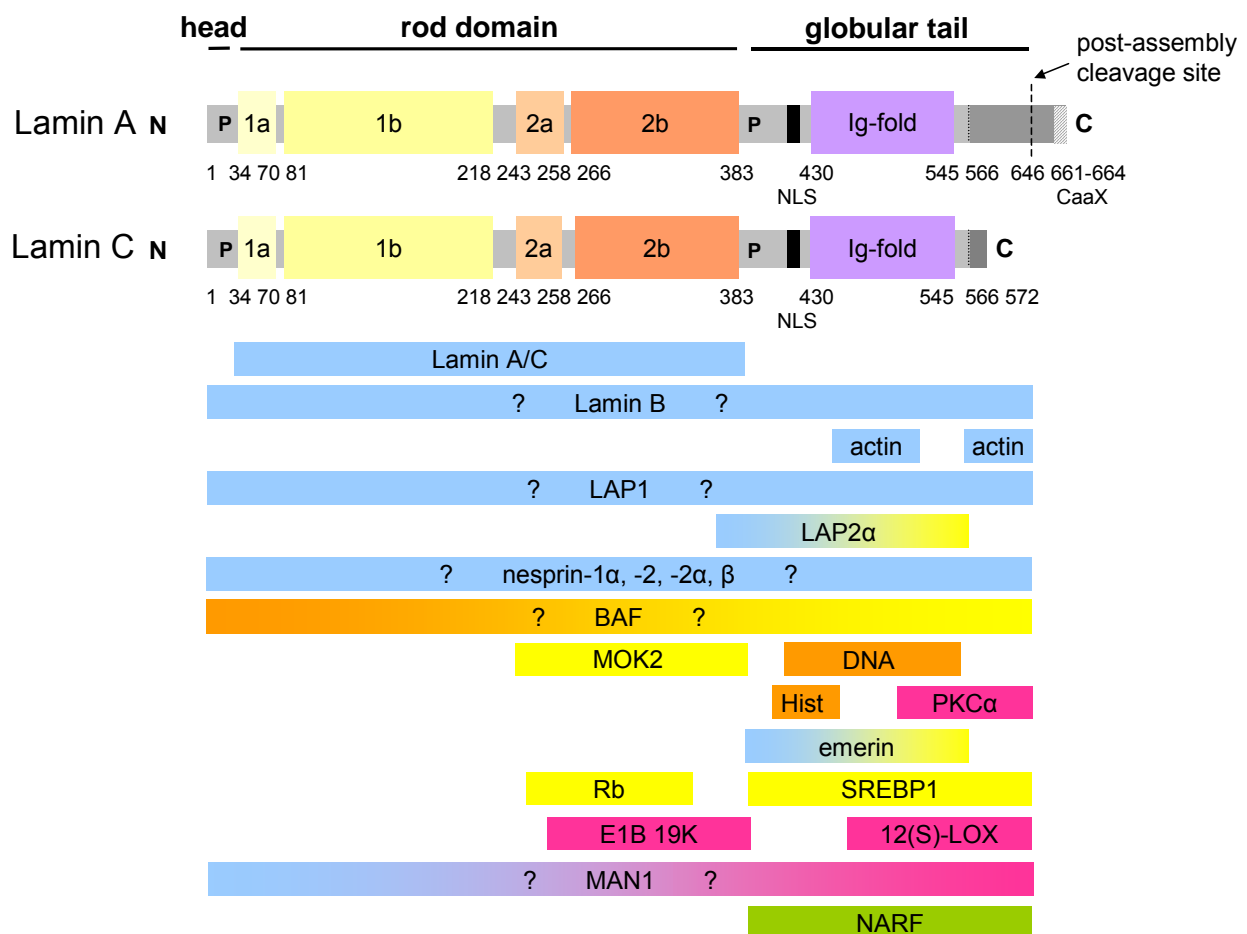 head rod domain globular tail
post-assembly
cleavage site
Lamin A N P 1a 1b 2a 2b P Ig-fold C
1 34 70 81 218 243 258 266 383 430 545 566 646 661-664
NLS CaaX
Lamin C N P 1a 1b 2a 2b P Ig-fold C
1 34 70 81 218 243 258 266 383 430 545 566 572
NLS
Lamin A/C
? Lamin B ?
actin actin
? LAP1 ?
LAP2α
? nesprin-1α, -2, -2α, β ?
? BAF ?
MOK2 DNA
Hist PKCα
emerin
Rb SREBP1
E1B 19K 12(S)-LOX
? MAN1 ?
NARF